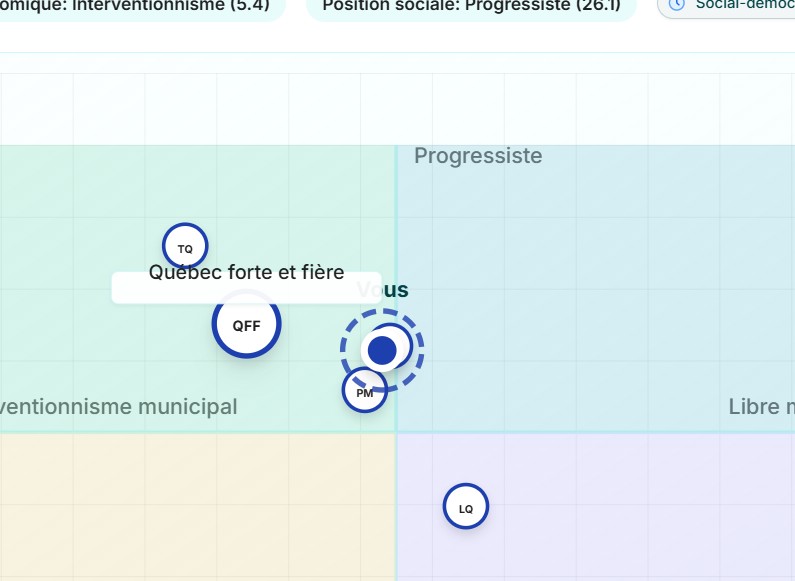 omique: Interventionnisme (5.4)
Position sociale: Progressiste (26.1)
Social-démoc
Progressiste
TQ
Québec forte et fière
Vous
QFF
PM
ventionnisme municipal
Libre m
LQ